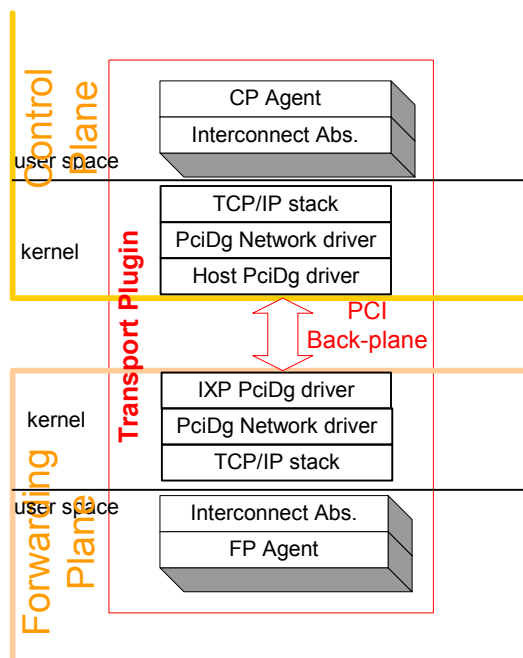 Control
Plane
CP Agent
Interconnect Abs.
user space
TCP/IP stack
PciDg Network driver
kernel
Host PciDg driver
Transport Plugin
PCI
Back-plane
IXP PciDg driver
kernel
PciDg Network driver
TCP/IP stack
user space
Interconnect Abs.
FP Agent
Forwarding
Plane